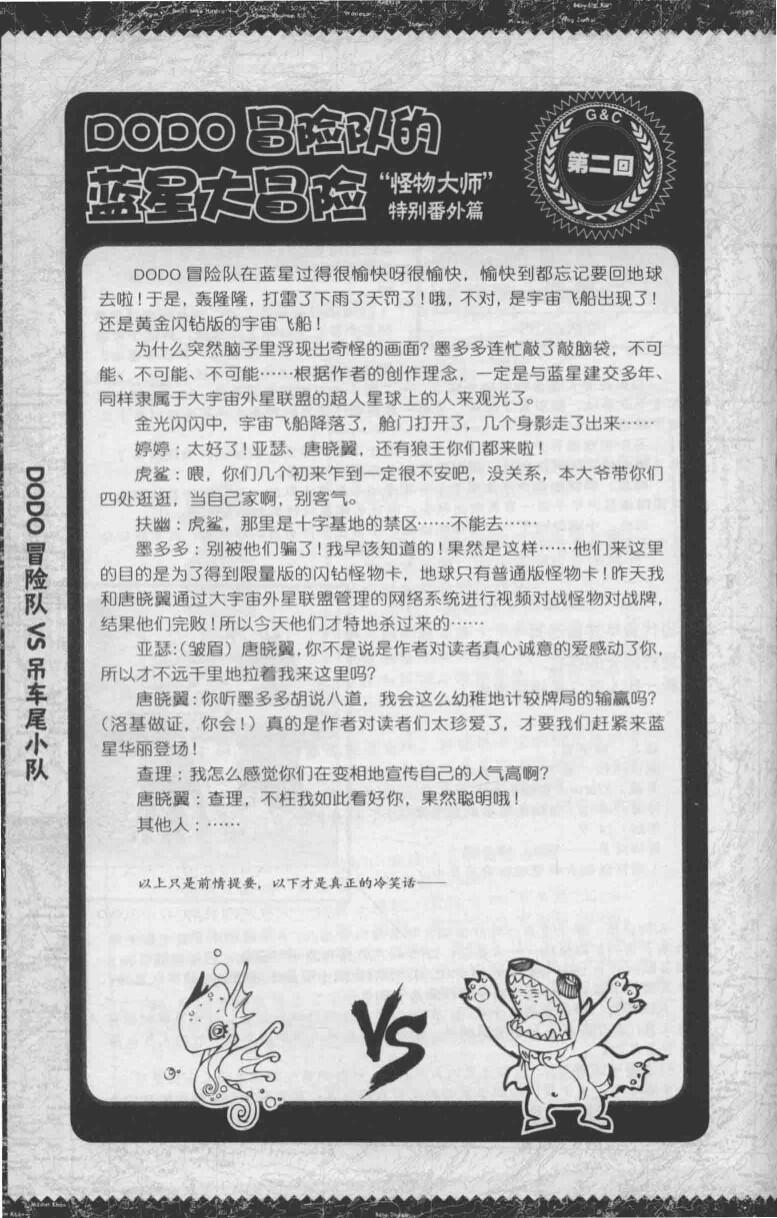 DODO 冒险队的
蓝星大冒险
“怪物大师”
特别番外篇
G&C
第二回
DODO 冒险队在蓝星过得很愉快呀很愉快，愉快到都忘记要回地球
去啦！于是，轰隆隆，打雷了下雨了天罚了！哦，不对，是宇宙飞船出现了！
还是黄金闪钻版的宇宙飞船！
为什么突然脑子里浮现出奇怪的画面？墨多多连忙敲了敲脑袋，不可
能、不可能、不可能……根据作者的创作理念，一定是与蓝星建交多年、
同样隶属于大宇宙外星联盟的超人星球上的人来观光了。
金光闪闪中，宇宙飞船降落了，舱门打开了，几个身影走了出来……
婷婷：太好了！亚瑟、唐晓翼，还有狼王你们都来啦！
虎鲨：喂，你们几个初来乍到一定很不安吧，没关系，本大爷带你们
四处逛逛，当自己家啊，别客气。
扶幽：虎鲨，那里是十字基地的禁区……不能去……
墨多多：别被他们骗了！我早该知道的！果然是这样……他们来这里
的目的是为了得到限量版的闪钻怪物卡，地球只有普通版怪物卡！昨天我
和唐晓翼通过大宇宙外星联盟管理的网络系统进行视频对战怪物对战牌，
结果他们完败！所以今天他们才特地杀过来的……
亚瑟：（皱眉）唐晓翼，你不是说是作者对读者真心诚意的爱感动了你，
所以才不远千里地拉着我来这里吗？
唐晓翼：你听墨多多胡说八道，我会这么幼稚地计较牌局的输赢吗？
（洛基做证，你会！）真的是作者对读者们太珍爱了，才要我们赶紧来蓝
星华丽登场！
查理：我怎么感觉你们在变相地宣传自己的人气高啊？
唐晓翼：查理，不枉我如此看好你，果然聪明哦！
其他人：……
以上只是前情提要，以下才是真正的冷笑话——
VS
DODO 冒险队 VS 吊车尾小队